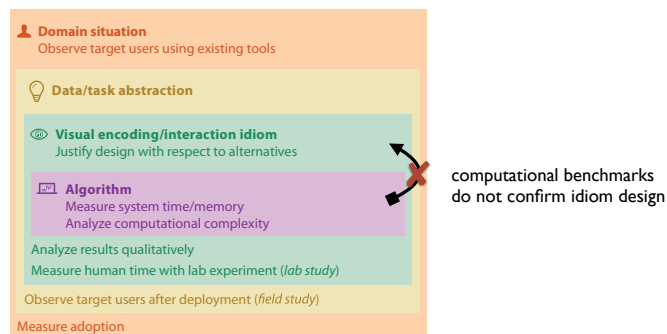 Domain situation
Observe target users using existing tools
Data/task abstraction
Visual encoding/interaction idiom
Justify design with respect to alternatives
Algorithm
Measure system time/memory
Analyze computational complexity
Analyze results qualitatively
Measure human time with lab experiment (lab study)
Observe target users after deployment (field study)
Measure adoption
computational benchmarks
do not confirm idiom design